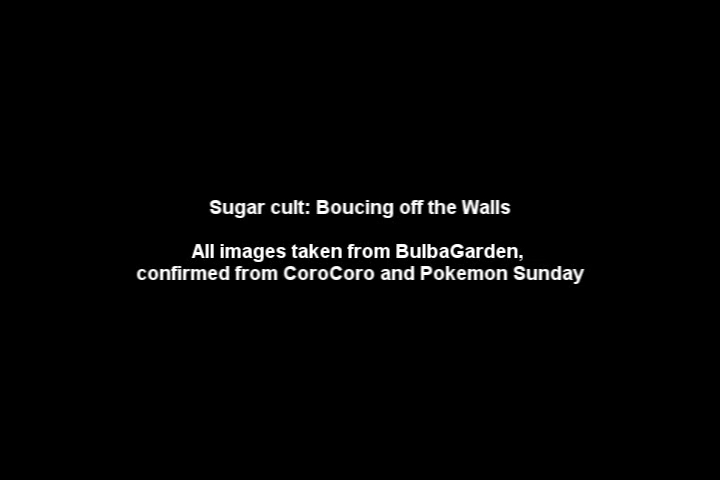 Sugar cult: Boucing off the Walls
All images taken from BulbaGarden,
confirmed from CoroCoro and Pokemon Sunday